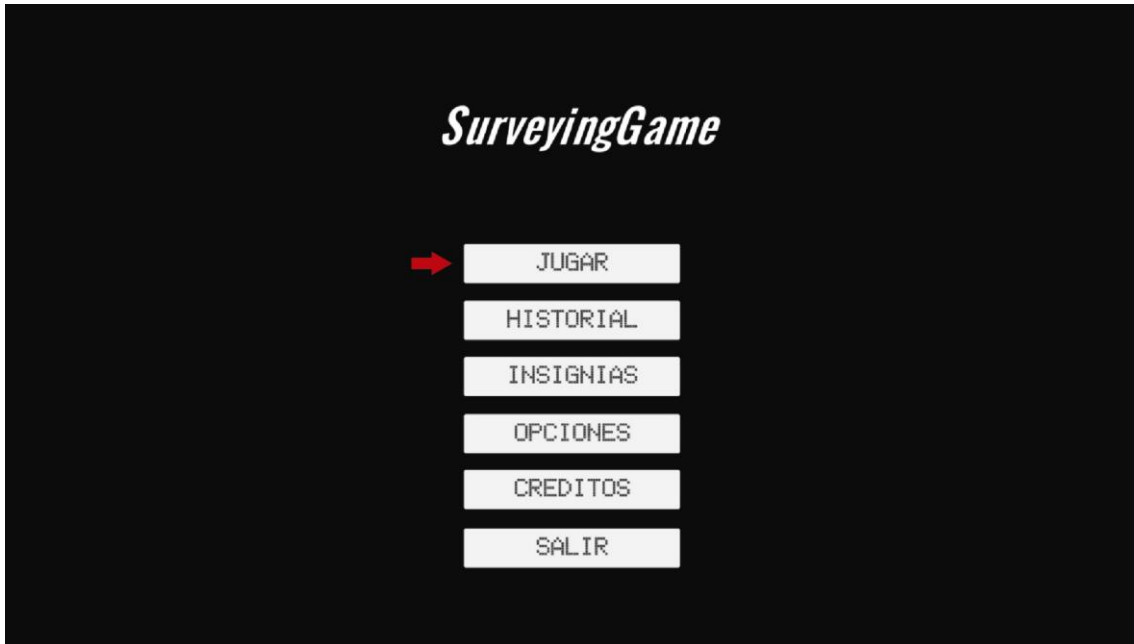 SurveyingGame
JUGAR
HISTORIAL
INSIGNIAS
OPCIONES
CREDITOS
SALIR